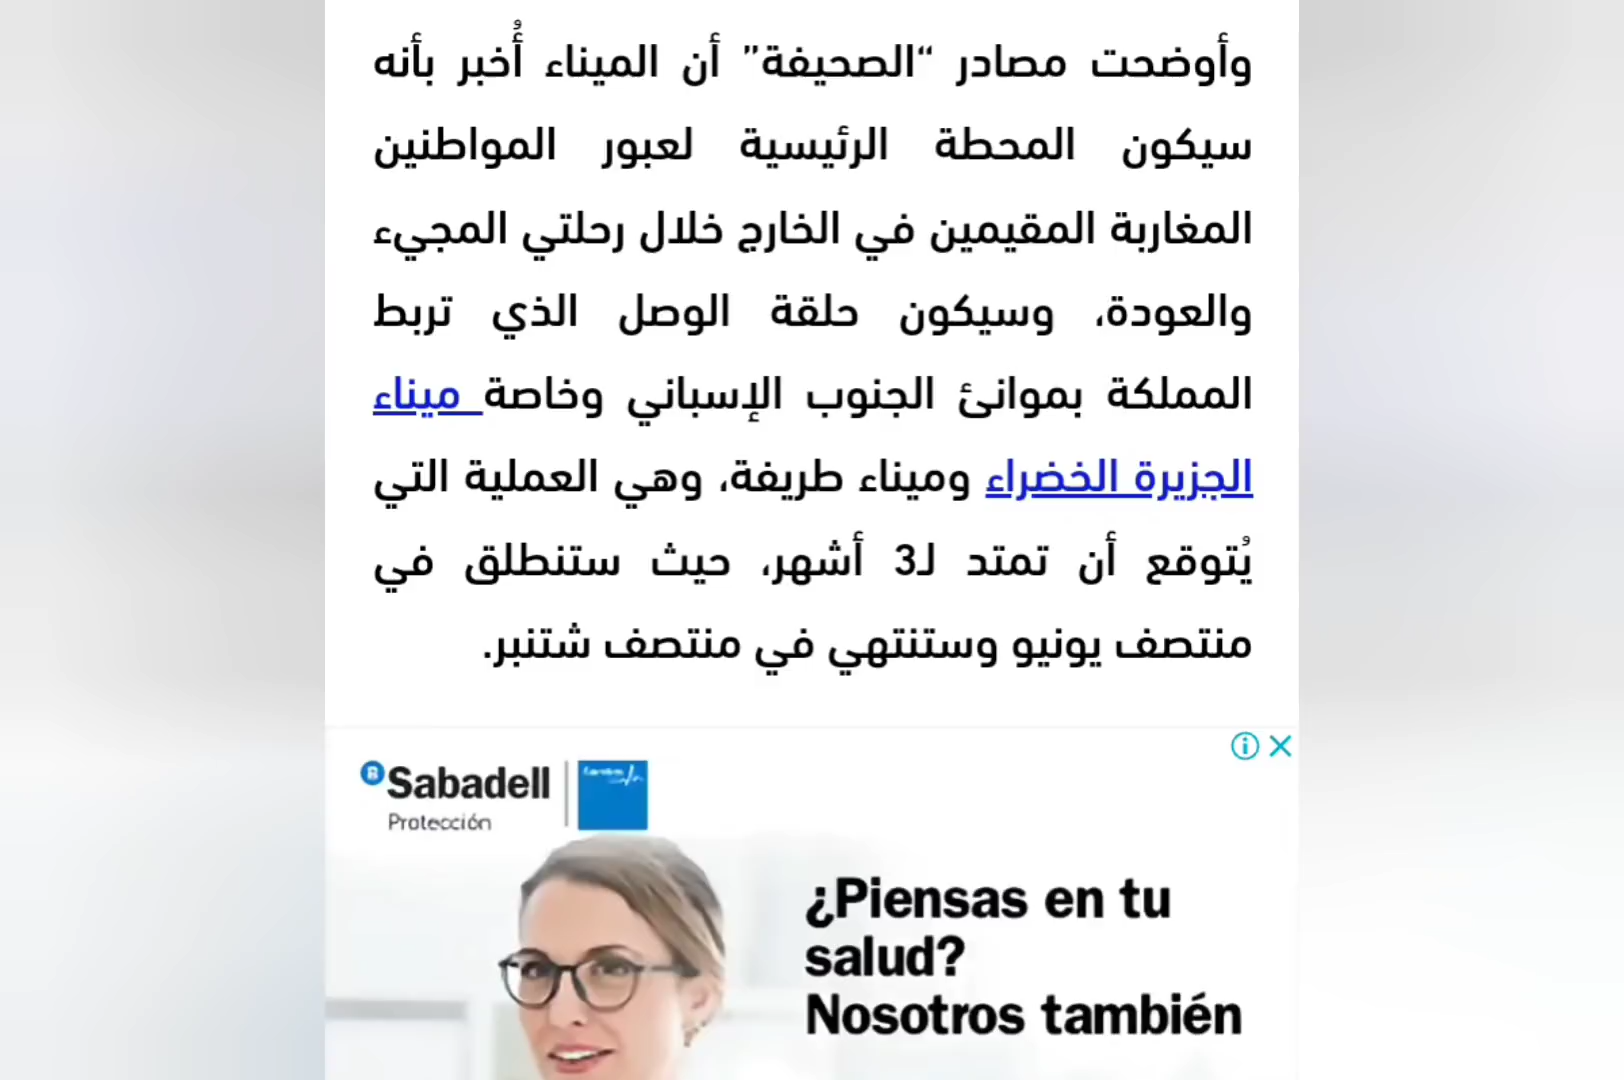 وأوضحت مصادر “الصحيفة” أن الميناء أُخبر بأنه
سيكون المحطة الرئيسية لعبور المواطنين
المغاربة المقيمين في الخارج خلال رحلتي المجيء
والعودة، وسيكون حلقة الوصل الذي تربط
المملكة بموانئ الجنوب الإسباني وخاصة ميناء
الجزيرة الخضراء وميناء طريفة، وهي العملية التي
يُتوقع أن تمتد لـ3 أشهر، حيث ستنطلق في
منتصف يونيو وستنتهي في منتصف شتنبر.
Sabadell
Protección
¿Piensas en tu
salud?
Nosotros también